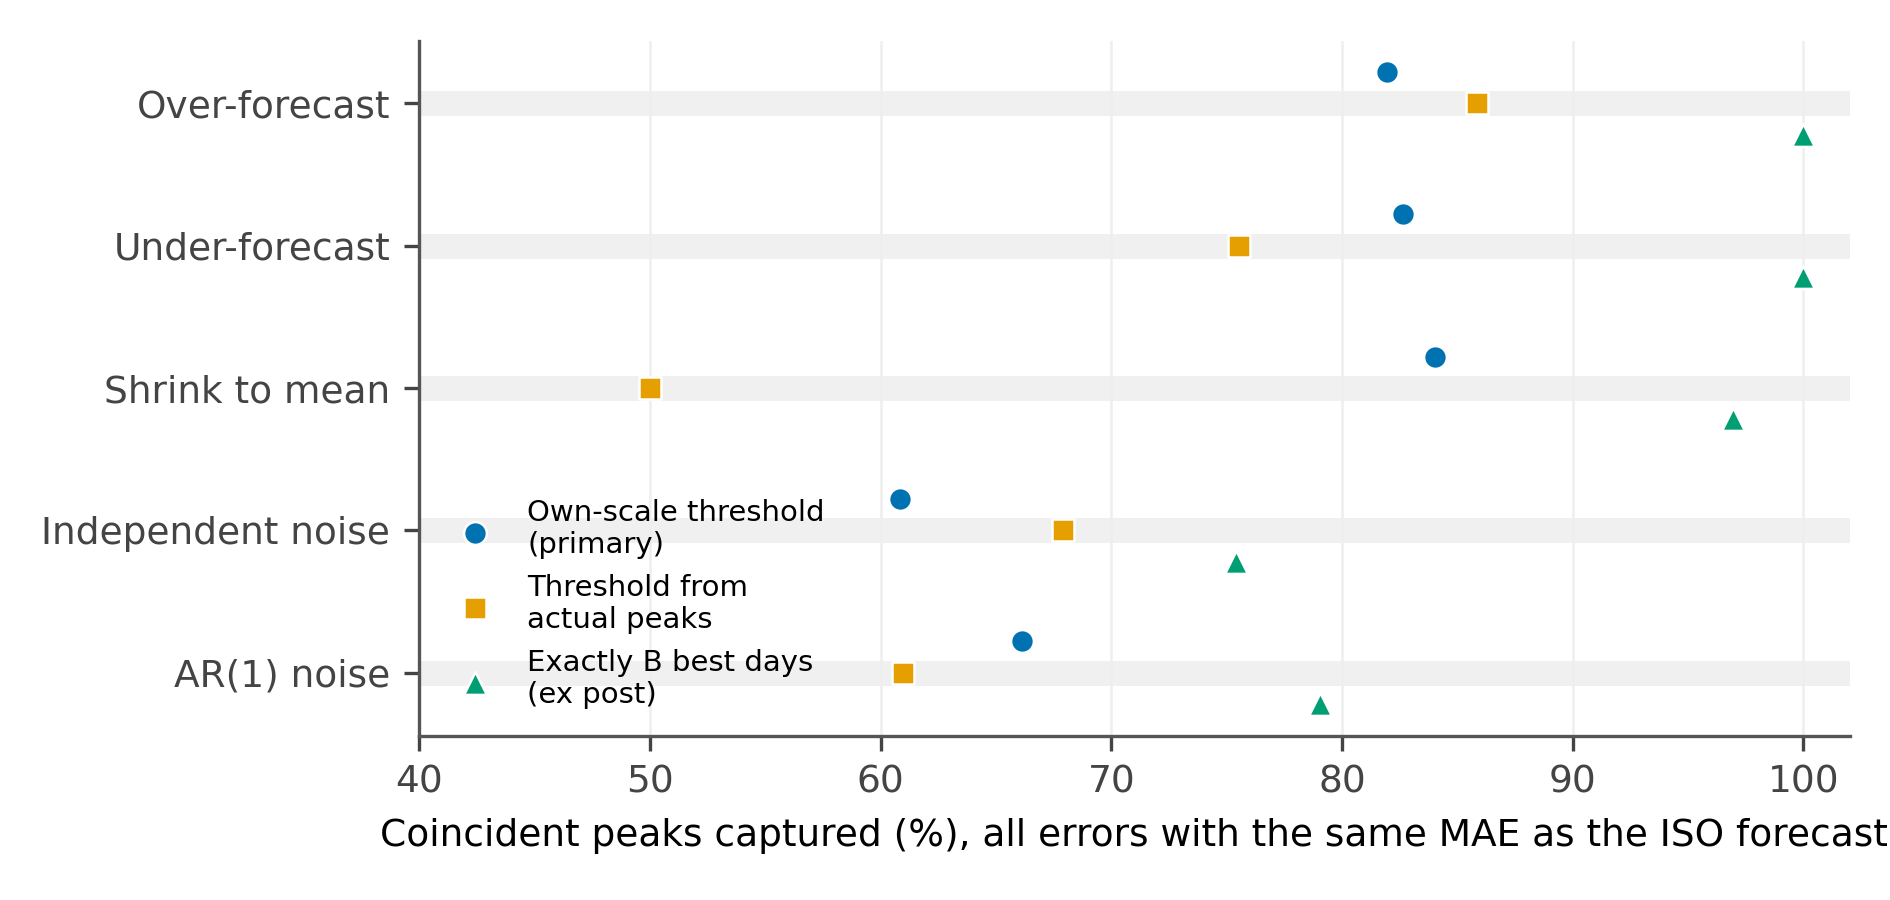 Over-forecast
Under-forecast
Shrink to mean
Independent noise
AR(1) noise
Own-scale threshold
(primary)
Threshold from
actual peaks
Exactly B best days
(ex post)
40 50 60 70 80 90 100
Coincident peaks captured (%), all errors with the same MAE as the ISO forecast